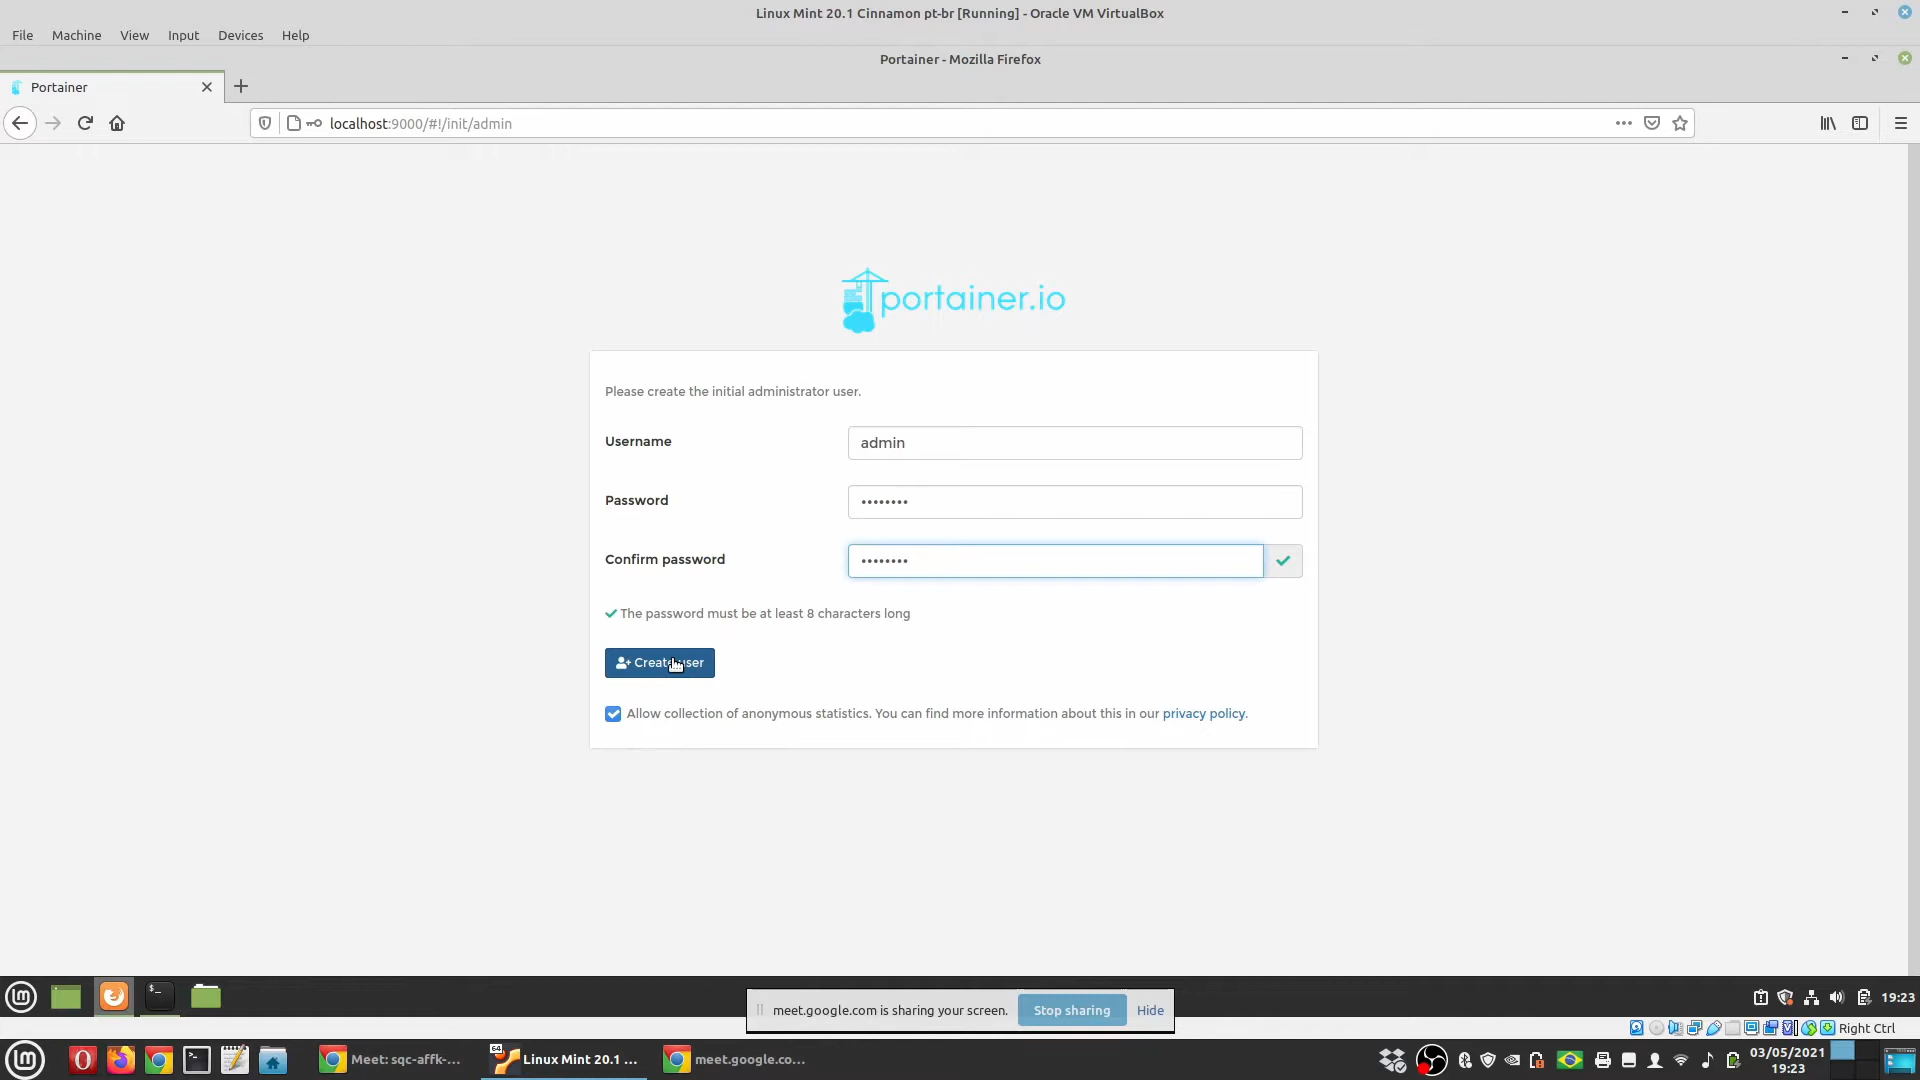 Linux Mint 20.1 Cinnamon pt-br [Running] - Oracle VM VirtualBox
File Machine View Input Devices Help
Portainer - Mozilla Firefox
Portainer
localhost:9000/#!/init/admin
portainer.io
Please create the initial administrator user.
Username admin
Password ••••••••
Confirm password ••••••••
The password must be at least 8 characters long
Create user
Allow collection of anonymous statistics. You can find more information about this in our privacy policy.
19:23
meet.google.com is sharing your screen. Stop sharing Hide
Right Ctrl
Meet: sqc-affk-... 64 Linux Mint 20.1 ... meet.google.co...
03/05/2021
19:23